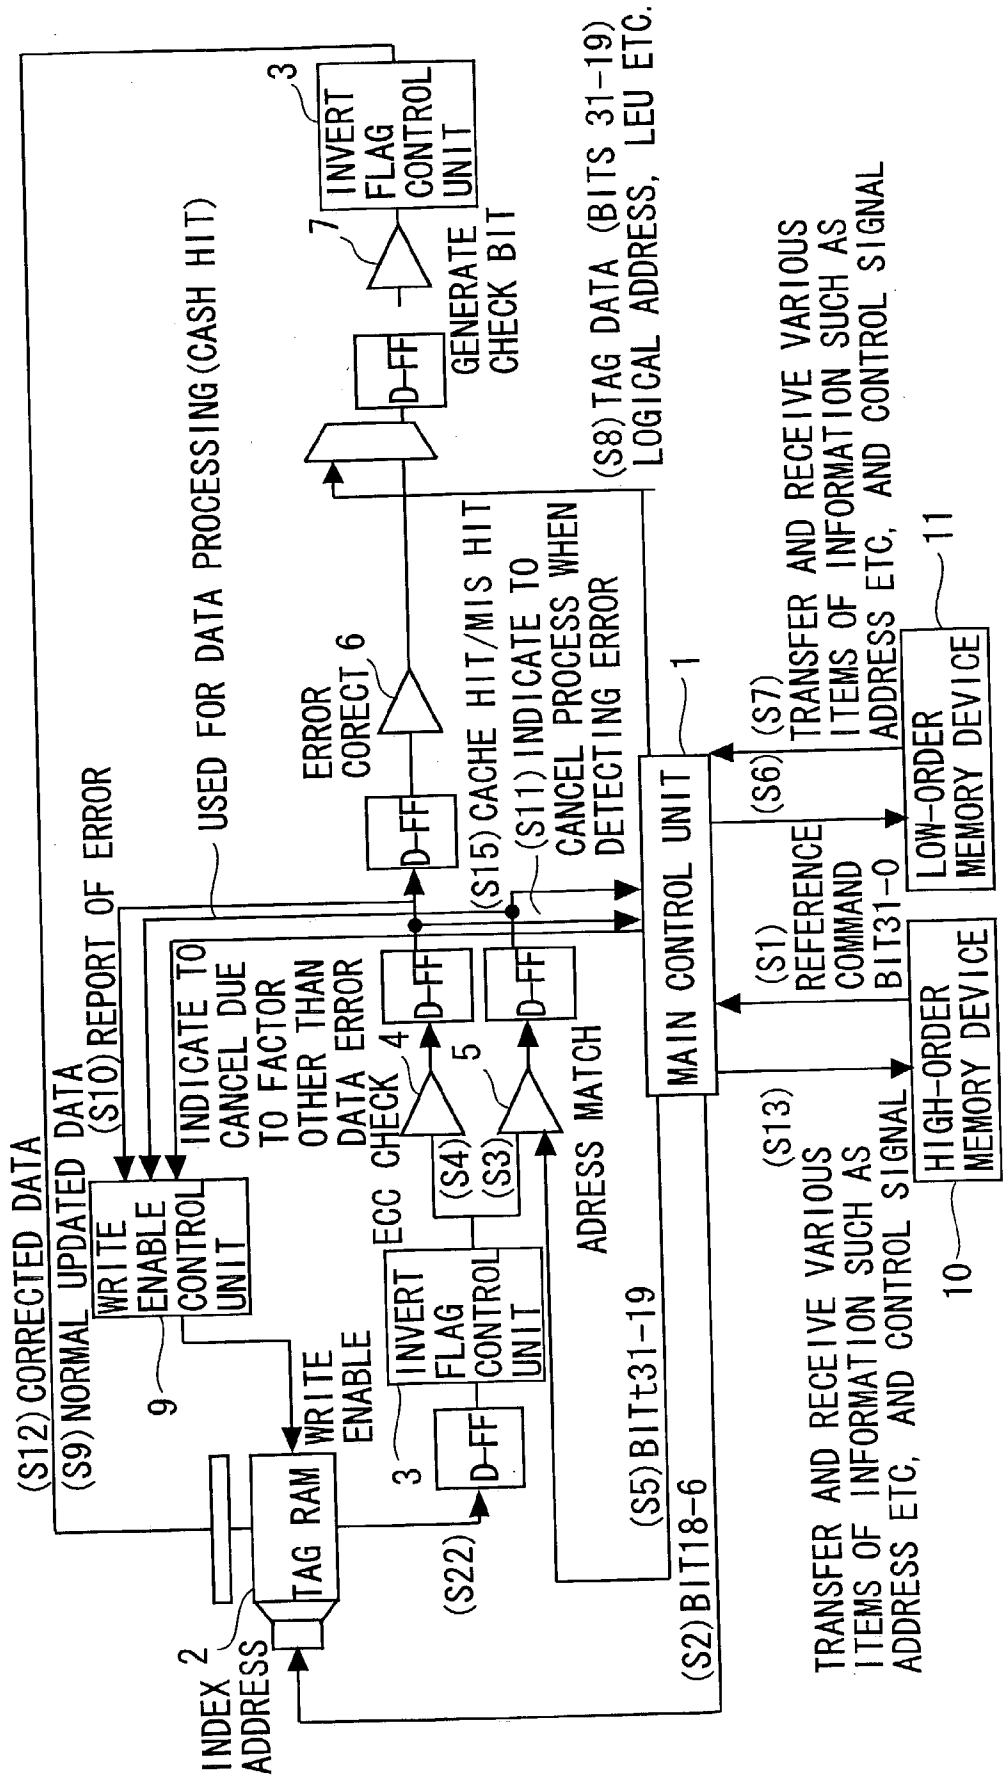 (S12) CORRECTED DATA
(S9) NORMAL UPDATED DATA
(S10) REPORT OF ERROR
USED FOR DATA PROCESSING (CASH HIT)
WRITE
ENABLE
CONTROL
UNIT
9
INDICATE TO
CANCEL DUE
TO FACTOR
OTHER THAN
DATA ERROR
INDEX
ADDRESS
2
TAG RAM
WRITE
ENABLE
(S22)
D-FF
3
INVERT
FLAG
CONTROL
UNIT
ECC CHECK
4
(S4)
(S3)
5
ADRESS MATCH
D-FF
D-FF
D-FF
ERROR
CORECT 6
(S15) CACHE HIT/MIS HIT
(S11) INDICATE TO
CANCEL PROCESS WHEN
DETECTING ERROR
D-FF
GENERATE
CHECK BIT
7
3
INVERT
FLAG
CONTROL
UNIT
(S8) TAG DATA (BITS 31-19)
LOGICAL ADDRESS, LEU ETC.
(S5) BITt31-19
(S2) BIT18-6
MAIN CONTROL UNIT
1
(S13)
TRANSFER AND RECEIVE VARIOUS
ITEMS OF INFORMATION SUCH AS
ADDRESS ETC, AND CONTROL SIGNAL
(S1)
REFERENCE
COMMAND
BIT31-0
(S6)
(S7)
TRANSFER AND RECEIVE VARIOUS
ITEMS OF INFORMATION SUCH AS
ADDRESS ETC, AND CONTROL SIGNAL
10
HIGH-ORDER
MEMORY DEVICE
LOW-ORDER
MEMORY DEVICE
11